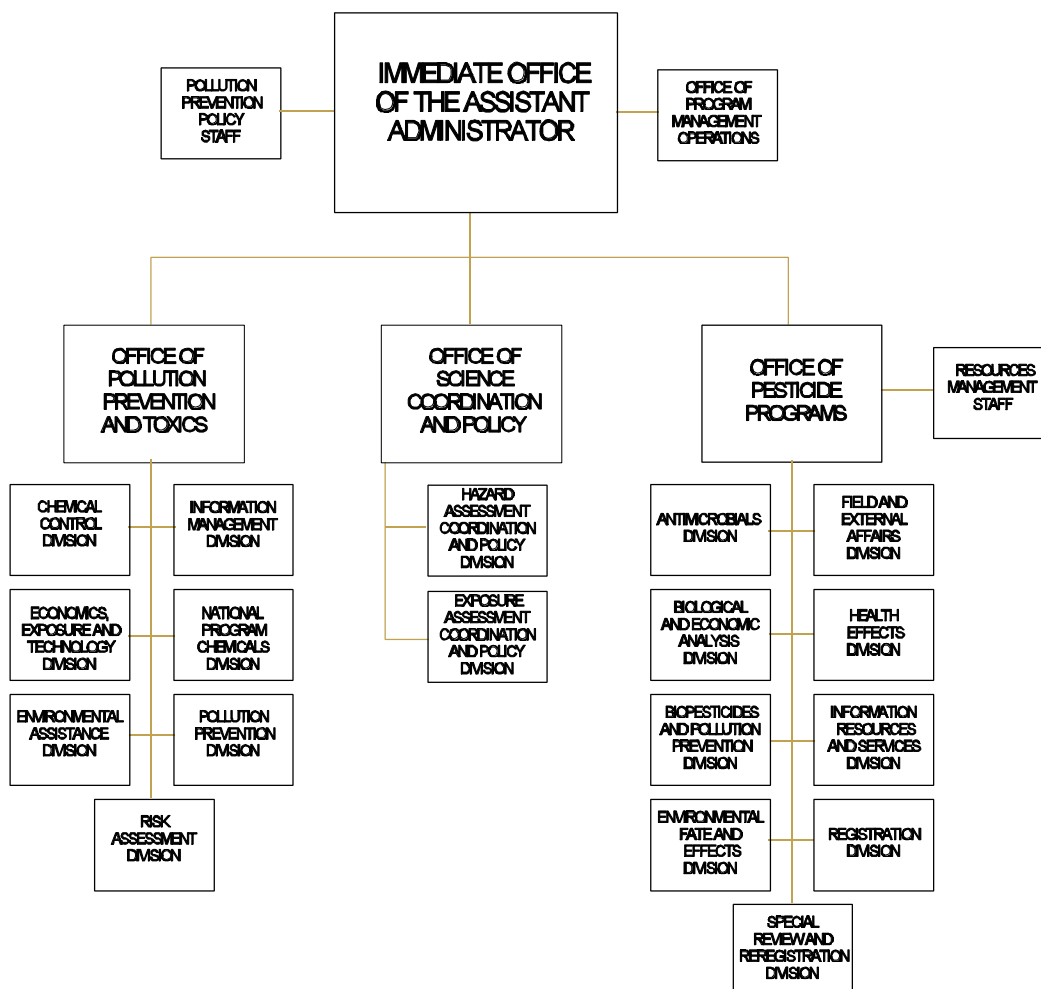 POLLUTION
PREVENTION
POLICY
STAFF
IMMEDIATE OFFICE
OF THE ASSISTANT
ADMINISTRATOR
OFFICE OF
PROGRAM
MANAGEMENT
OPERATIONS
OFFICE OF
POLLUTION
PREVENTION
AND TOXICS
OFFICE OF
SCIENCE
COORDINATION
AND POLICY
OFFICE OF
PESTICIDE
PROGRAMS
RESOURCES
MANAGEMENT
STAFF
CHEMICAL
CONTROL
DIVISION
INFORMATION
MANAGEMENT
DIVISION
ECONOMICS,
EXPOSURE AND
TECHNOLOGY
DIVISION
NATIONAL
PROGRAM
CHEMICALS
DIVISION
ENVIRONMENTAL
ASSISTANCE
DIVISION
POLLUTION
PREVENTION
DIVISION
RISK
ASSESSMENT
DIVISION
HAZARD
ASSESSMENT
COORDINATION
AND POLICY
DIVISION
EXPOSURE
ASSESSMENT
COORDINATION
AND POLICY
DIVISION
ANTIMICROBIALS
DIVISION
FIELD AND
EXTERNAL
AFFAIRS
DIVISION
BIOLOGICAL
AND ECONOMIC
ANALYSIS
DIVISION
HEALTH
EFFECTS
DIVISION
BIOPESTICIDES
AND POLLUTION
PREVENTION
DIVISION
INFORMATION
RESOURCES
AND SERVICES
DIVISION
ENVIRONMENTAL
FATE AND
EFFECTS
DIVISION
REGISTRATION
DIVISION
SPECIAL
REVIEW AND
REREGISTRATION
DIVISION